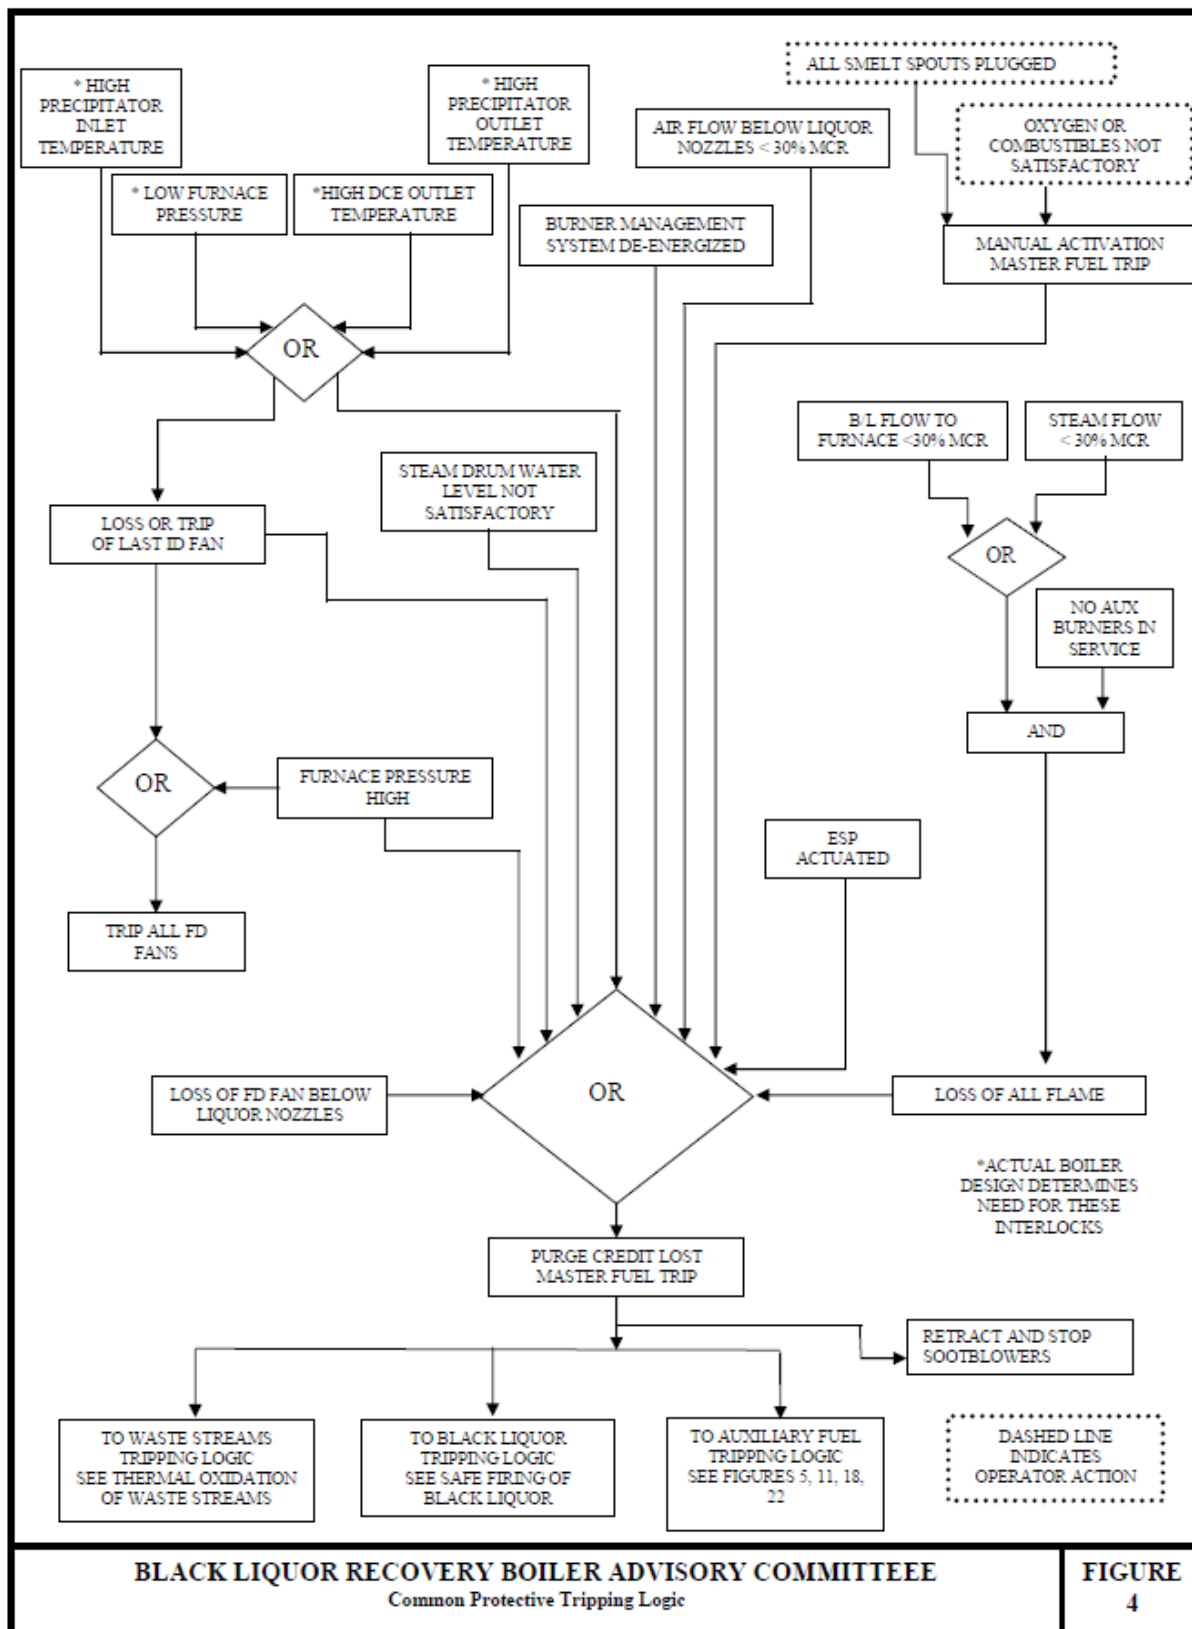 ALL SMELT SPOUTS PLUGGED
* HIGH
PRECIPITATOR
INLET
TEMPERATURE
* HIGH
PRECIPITATOR
OUTLET
TEMPERATURE
AIR FLOW BELOW LIQUOR
NOZZLES < 30% MCR
OXYGEN OR
COMBUSTIBLES NOT
SATISFACTORY
* LOW FURNACE
PRESSURE
*HIGH DCE OUTLET
TEMPERATURE
BURNER MANAGEMENT
SYSTEM DE-ENERGIZED
MANUAL ACTIVATION
MASTER FUEL TRIP
OR
B/L FLOW TO
FURNACE <30% MCR
STEAM FLOW
< 30% MCR
STEAM DRUM WATER
LEVEL NOT
SATISFACTORY
LOSS OR TRIP
OF LAST ID FAN
OR
NO AUX
BURNERS IN
SERVICE
AND
OR
FURNACE PRESSURE
HIGH
ESP
ACTUATED
TRIP ALL FD
FANS
LOSS OF FD FAN BELOW
LIQUOR NOZZLES
OR
LOSS OF ALL FLAME
*ACTUAL BOILER
DESIGN DETERMINES
NEED FOR THESE
INTERLOCKS
PURGE CREDIT LOST
MASTER FUEL TRIP
RETRACT AND STOP
SOOTBLOWERS
TO WASTE STREAMS
TRIPPING LOGIC
SEE THERMAL OXIDATION
OF WASTE STREAMS
TO BLACK LIQUOR
TRIPPING LOGIC
SEE SAFE FIRING OF
BLACK LIQUOR
TO AUXILIARY FUEL
TRIPPING LOGIC
SEE FIGURES 5, 11, 18,
22
DASHED LINE
INDICATES
OPERATOR ACTION
BLACK LIQUOR RECOVERY BOILER ADVISORY COMMITTEEE
Common Protective Tripping Logic
FIGURE
4